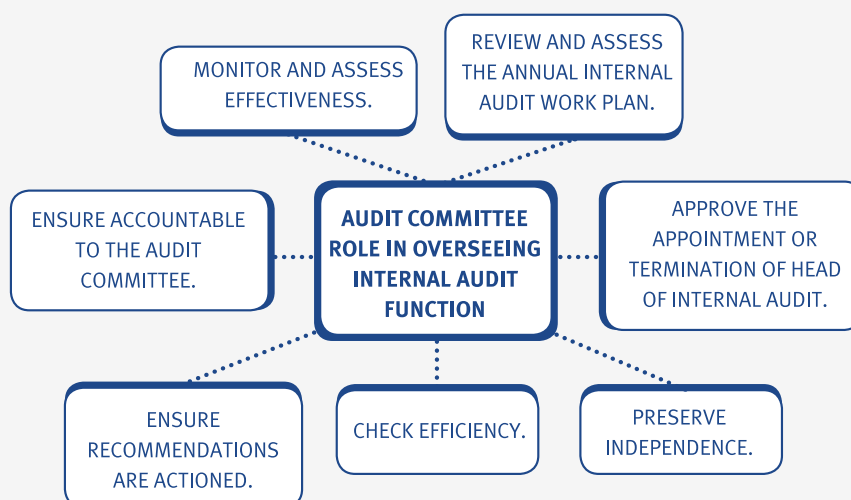 MONITOR AND ASSESS
EFFECTIVENESS.
REVIEW AND ASSESS
THE ANNUAL INTERNAL
AUDIT WORK PLAN.
ENSURE ACCOUNTABLE
TO THE AUDIT
COMMITTEE.
AUDIT COMMITTEE
ROLE IN OVERSEEING
INTERNAL AUDIT
FUNCTION
APPROVE THE
APPOINTMENT OR
TERMINATION OF HEAD
OF INTERNAL AUDIT.
ENSURE
RECOMMENDATIONS
ARE ACTIONED.
CHECK EFFICIENCY.
PRESERVE
INDEPENDENCE.